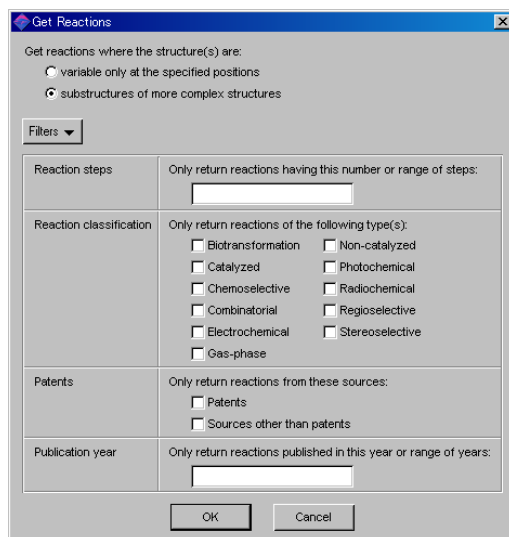 Get Reactions
Get reactions where the structure(s) are:
variable only at the specified positions
substructures of more complex structures
Filters
Reaction steps
Only return reactions having this number or range of steps:
Reaction classification
Only return reactions of the following type(s):
Biotransformation
Non-catalyzed
Catalyzed
Photochemical
Chemoselective
Radiochemical
Combinatorial
Regioselective
Electrochemical
Stereoselective
Gas-phase
Patents
Only return reactions from these sources:
Patents
Sources other than patents
Publication year
Only return reactions published in this year or range of years:
OK
Cancel